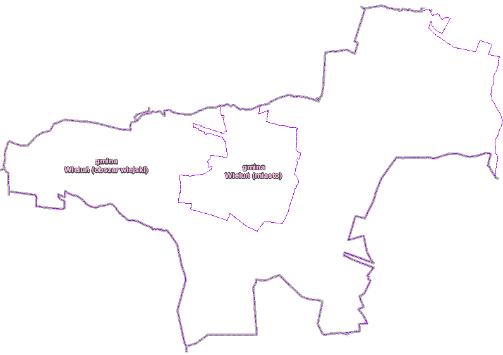 gmina
Wieluń (obszar wiejski)
gmina
Wieluń (miasto)